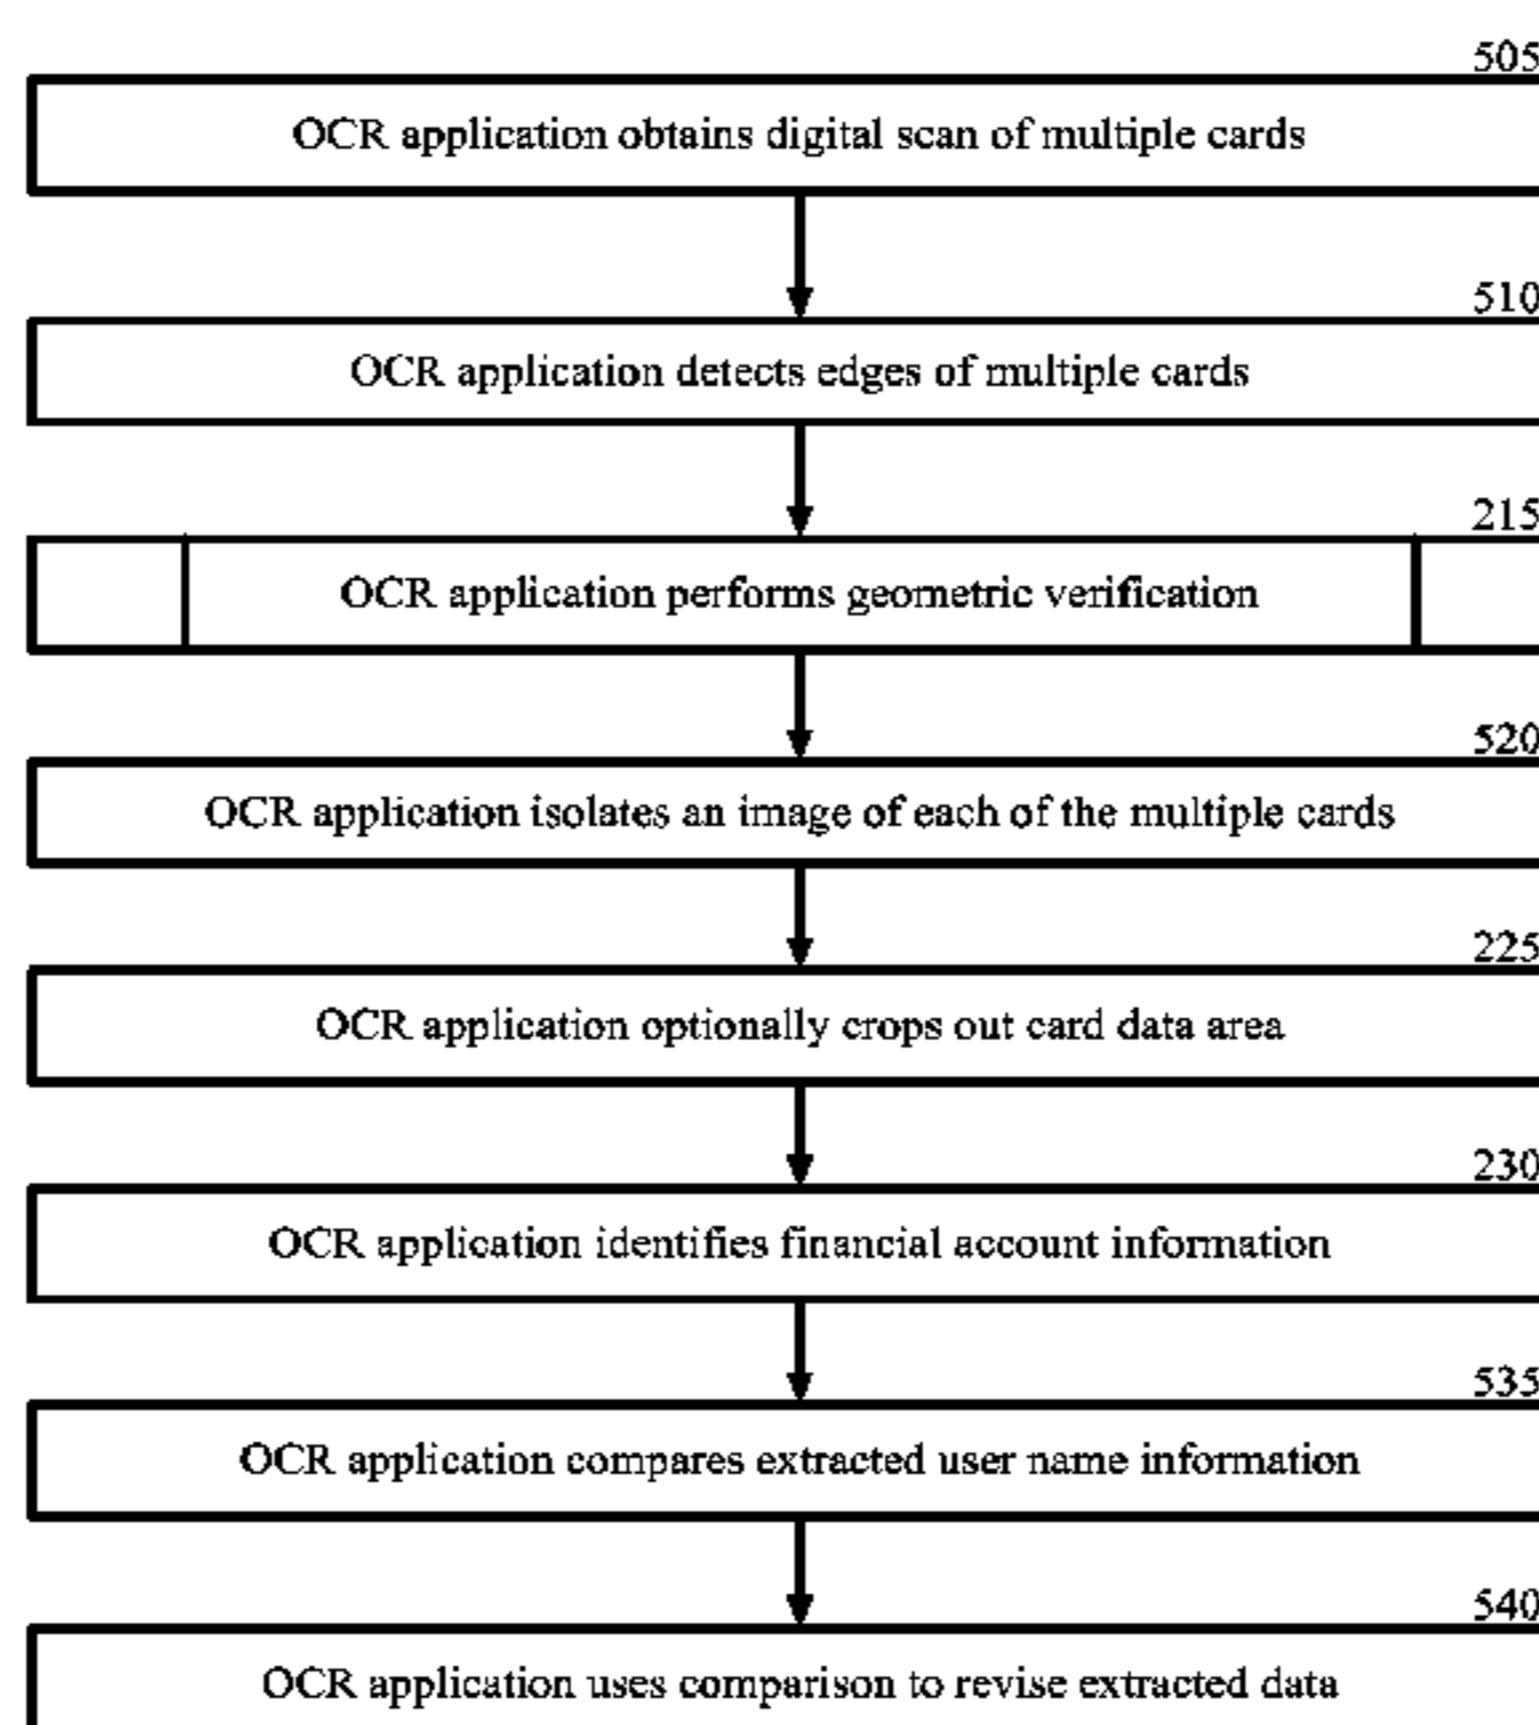 505
OCR application obtains digital scan of multiple cards
510
OCR application detects edges of multiple cards
215
OCR application performs geometric verification
520
OCR application isolates an image of each of the multiple cards
225
OCR application optionally crops out card data area
230
OCR application identifies financial account information
535
OCR application compares extracted user name information
540
OCR application uses comparison to revise extracted data